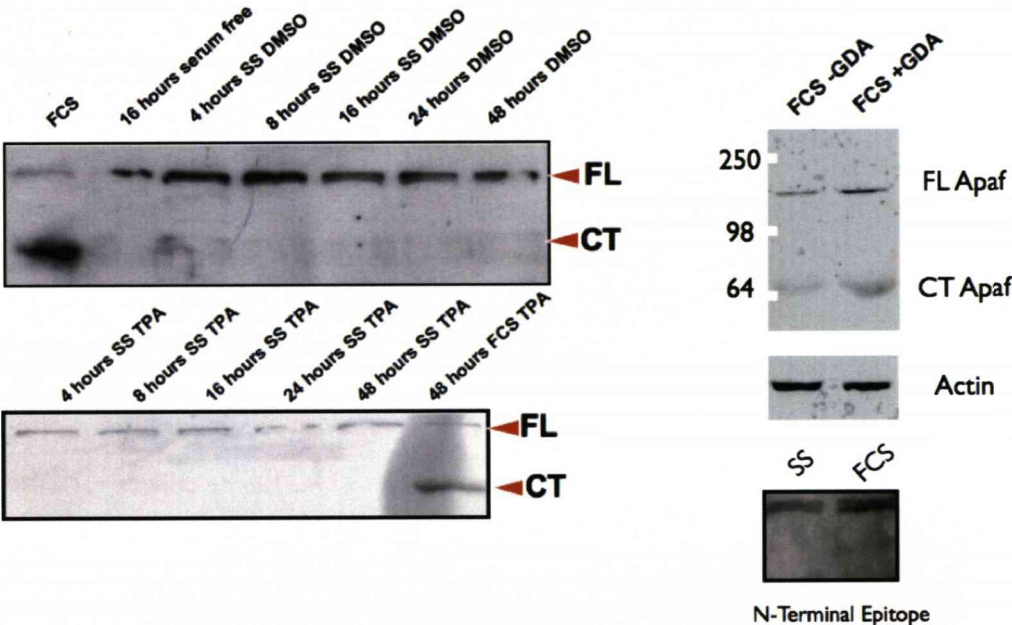 FCS
16 hours serum free
4 hours SS DMSO
8 hours SS DMSO
16 hours SS DMSO
24 hours DMSO
48 hours DMSO
FL
CT
4 hours SS TPA
8 hours SS TPA
16 hours SS TPA
24 hours SS TPA
48 hours SS TPA
48 hours FCS TPA
FL
CT
FCS -GDA
FCS +GDA
250
FL Apaf
98
64
CT Apaf
Actin
SS
FCS
N-Terminal Epitope